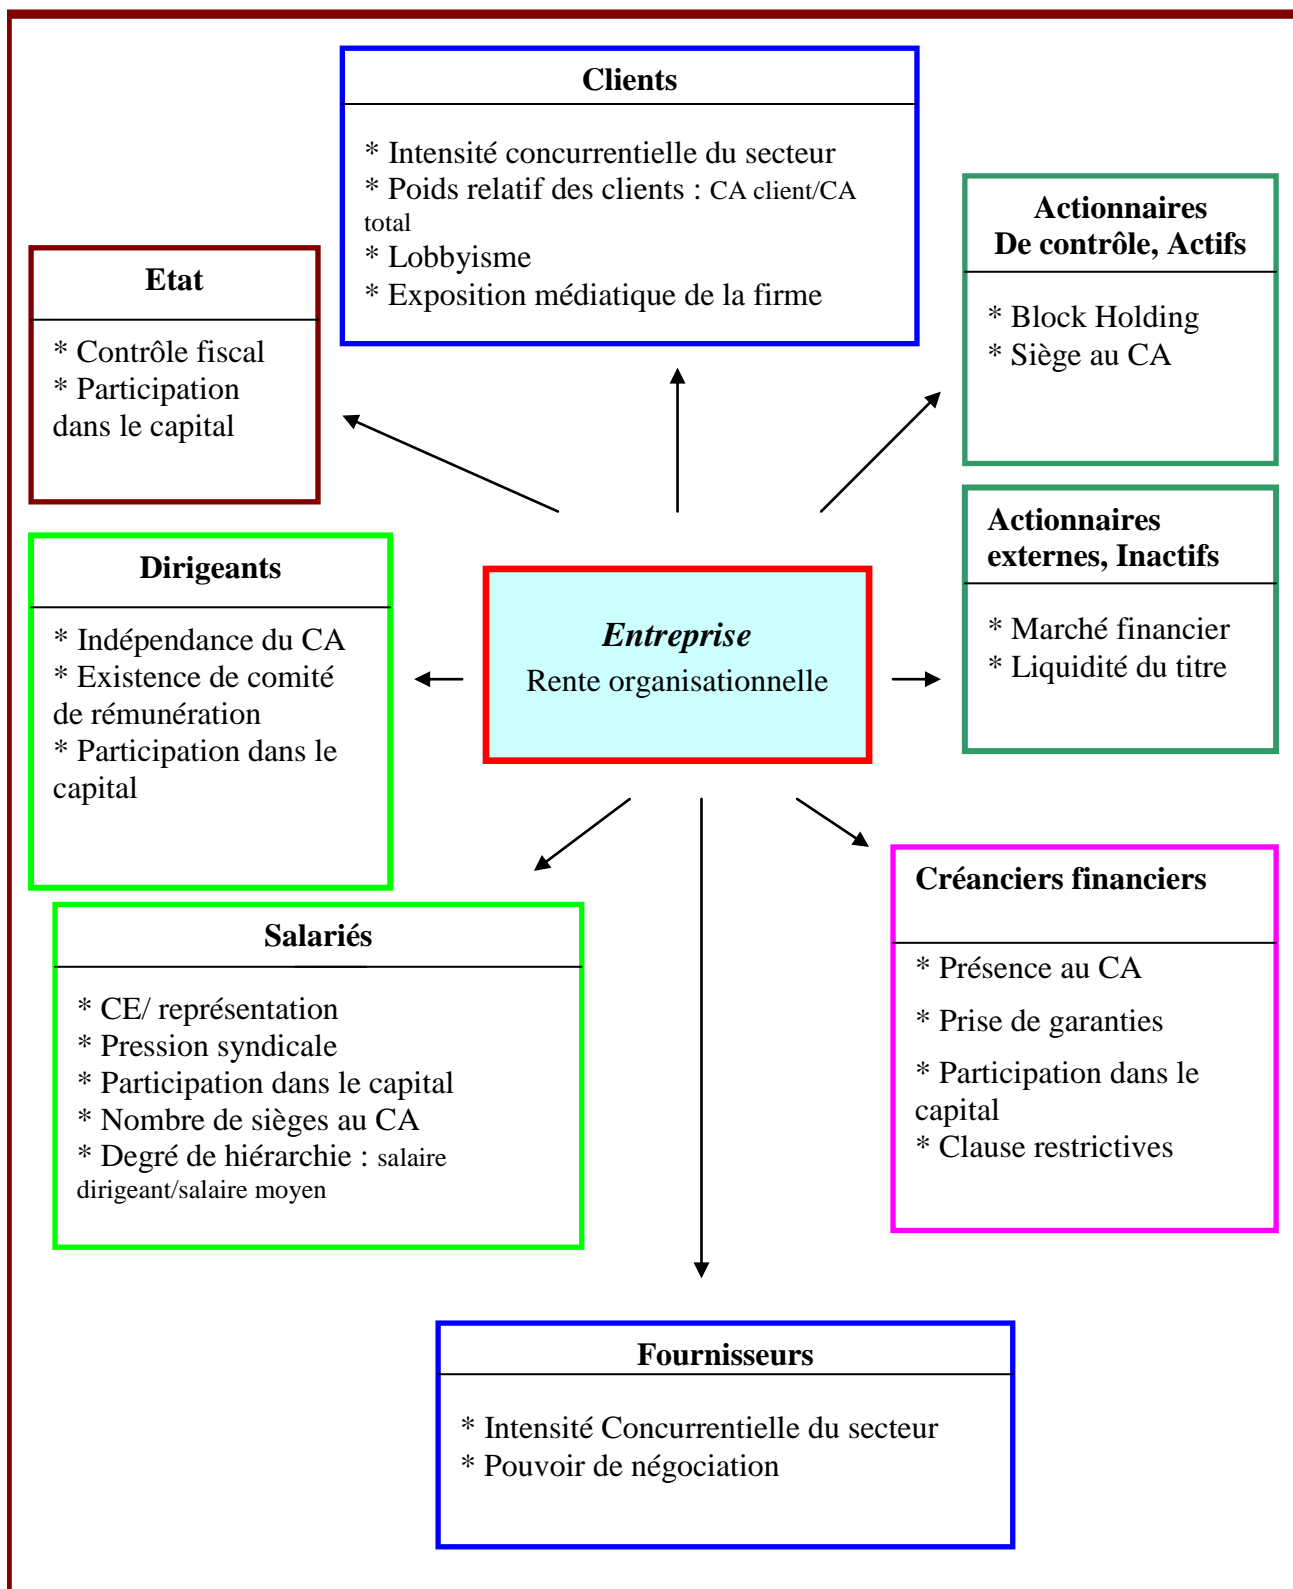 Clients
* Intensité concurrentielle du secteur
* Poids relatif des clients : CA client/CA
total
* Lobbyisme
* Exposition médiatique de la firme
Actionnaires
De contrôle, Actifs
* Block Holding
* Siège au CA
Etat
* Contrôle fiscal
* Participation
dans le capital
Actionnaires
externes, Inactifs
* Marché financier
* Liquidité du titre
Dirigeants
* Indépendance du CA
* Existence de comité
de rémunération
* Participation dans le
capital
Entreprise
Rente organisationnelle
Créanciers financiers
* Présence au CA
* Prise de garanties
* Participation dans le
capital
* Clause restrictives
Salariés
* CE/ représentation
* Pression syndicale
* Participation dans le capital
* Nombre de sièges au CA
* Degré de hiérarchie : salaire
dirigeant/salaire moyen
Fournisseurs
* Intensité Concurrentielle du secteur
* Pouvoir de négociation